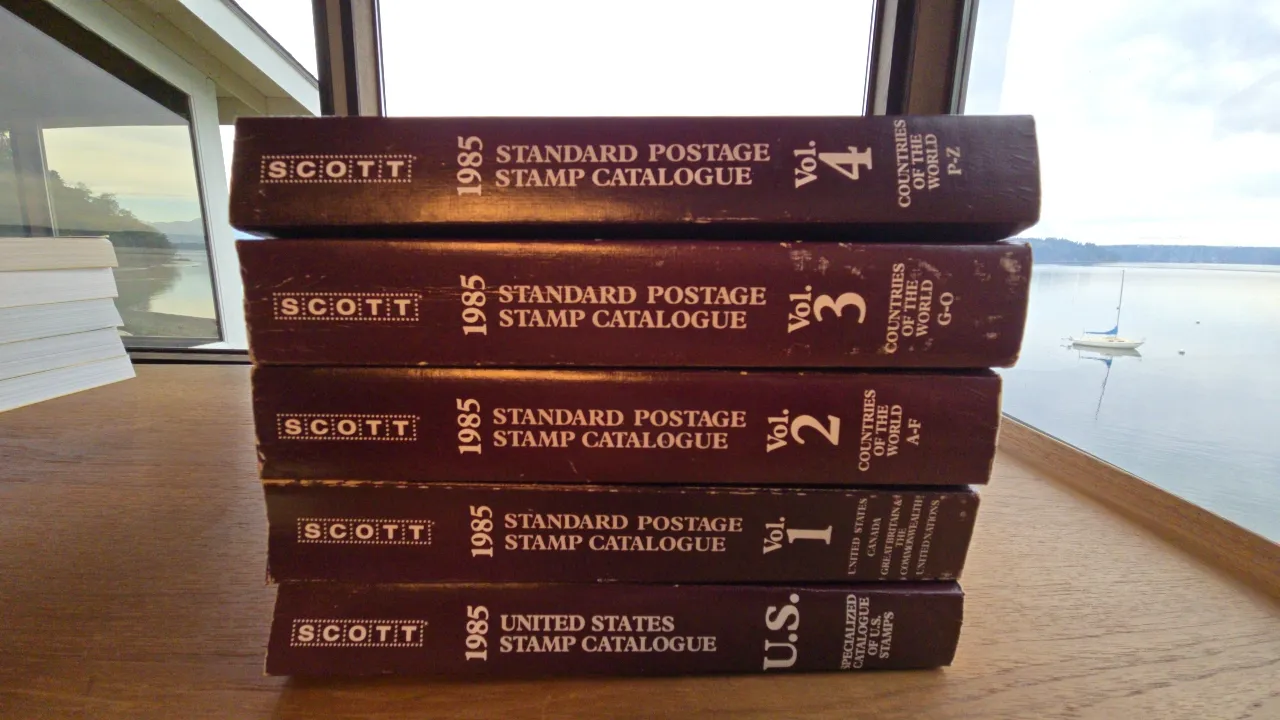 SCOTT
1985
STANDARD POSTAGE
STAMP CATALOGUE
Vol.
4
COUNTRIES
OF THE
WORLD
P-Z
SCOTT
1985
STANDARD POSTAGE
STAMP CATALOGUE
Vol.
3
COUNTRIES
OF THE
WORLD
G-O
SCOTT
1985
STANDARD POSTAGE
STAMP CATALOGUE
Vol.
2
COUNTRIES
OF THE
WORLD
A-F
SCOTT
1985
STANDARD POSTAGE
STAMP CATALOGUE
Vol.
1
UNITED STATES
CANADA
GREAT BRITAIN &
THE
COMMONWEALTH
UNITED NATIONS
SCOTT
1985
UNITED STATES
STAMP CATALOGUE
U.S.
SPECIALIZED
CATALOGUE
OF U.S.
STAMPS